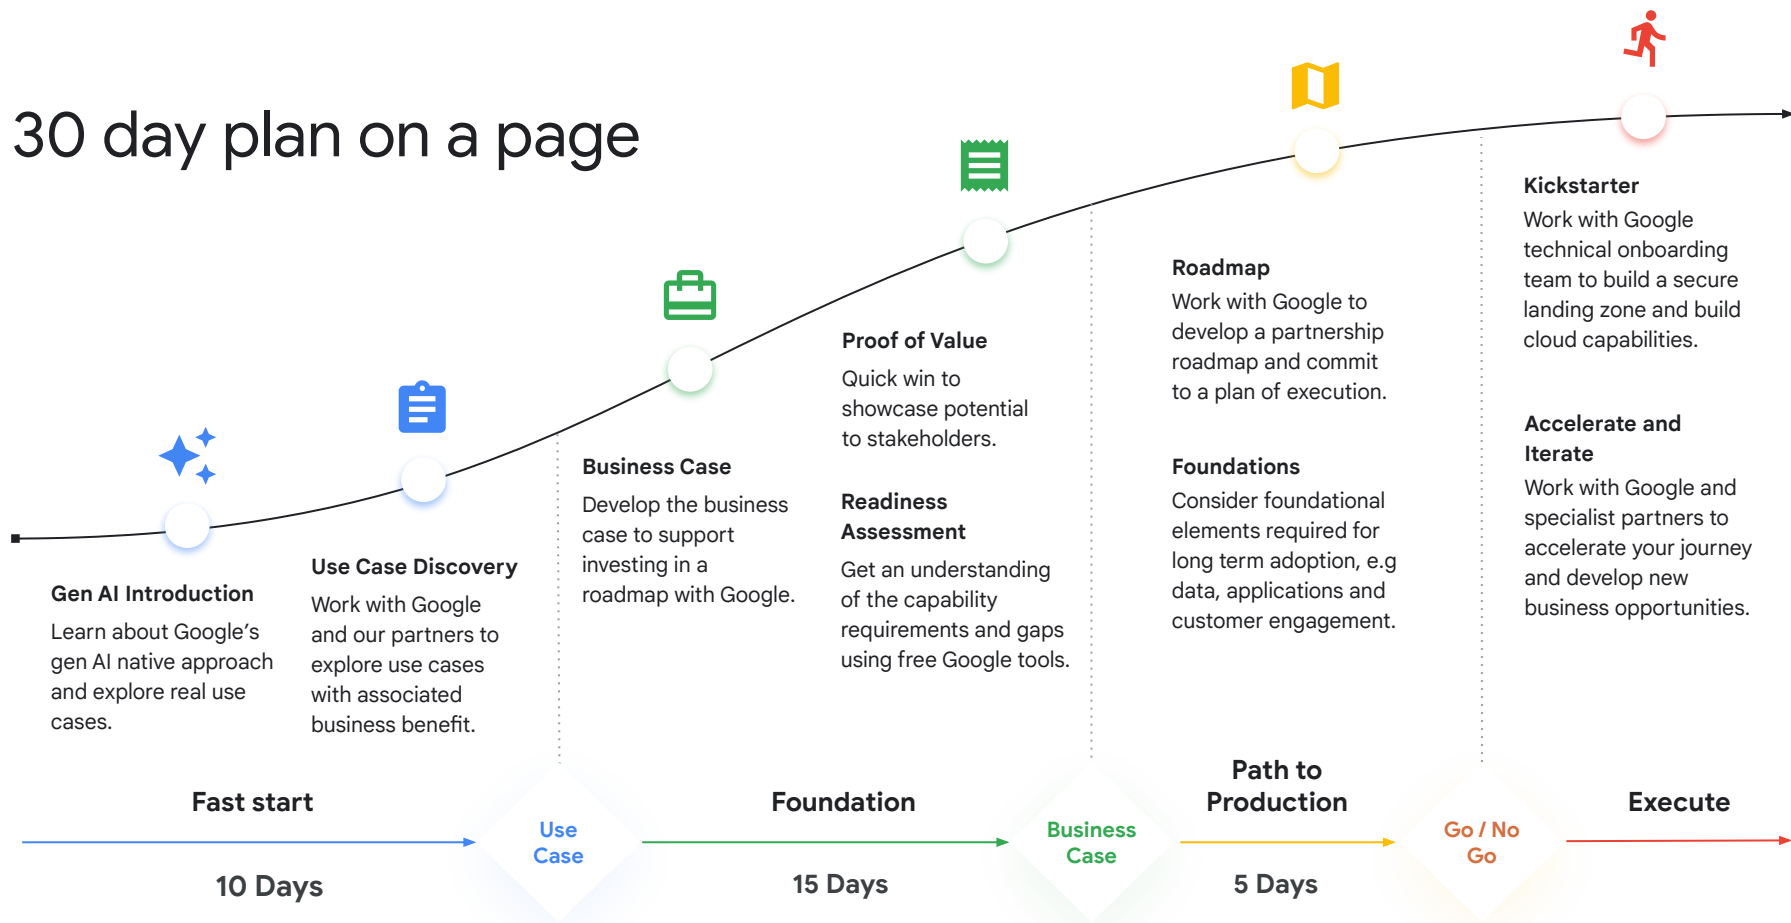 30 day plan on a page
Gen AI Introduction
Learn about Google’s
gen AI native approach
and explore real use
cases.
Use Case Discovery
Work with Google
and our partners to
explore use cases
with associated
business benefit.
Business Case
Develop the business
case to support
investing in a
roadmap with Google.
Proof of Value
Quick win to
showcase potential
to stakeholders.
Readiness
Assessment
Get an understanding
of the capability
requirements and gaps
using free Google tools.
Roadmap
Work with Google to
develop a partnership
roadmap and commit
to a plan of execution.
Foundations
Consider foundational
elements required for
long term adoption, e.g
data, applications and
customer engagement.
Kickstarter
Work with Google
technical onboarding
team to build a secure
landing zone and build
cloud capabilities.
Accelerate and
Iterate
Work with Google and
specialist partners to
accelerate your journey
and develop new
business opportunities.
Fast start
10 Days
Use
Case
Foundation
15 Days
Business
Case
Path to
Production
5 Days
Go / No
Go
Execute